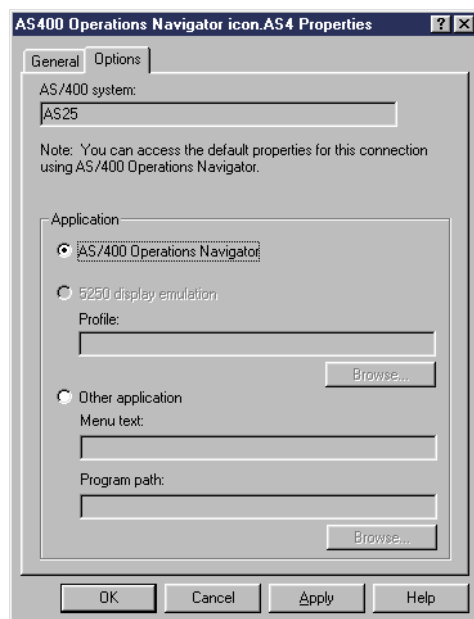 AS400 Operations Navigator icon.AS4 Properties
General Options
AS/400 system:
AS25
Note: You can access the default properties for this connection
using AS/400 Operations Navigator.
Application
AS/400 Operations Navigator
5250 display emulation
Profile:
Browse...
Other application
Menu text:
Program path:
Browse...
OK Cancel Apply Help